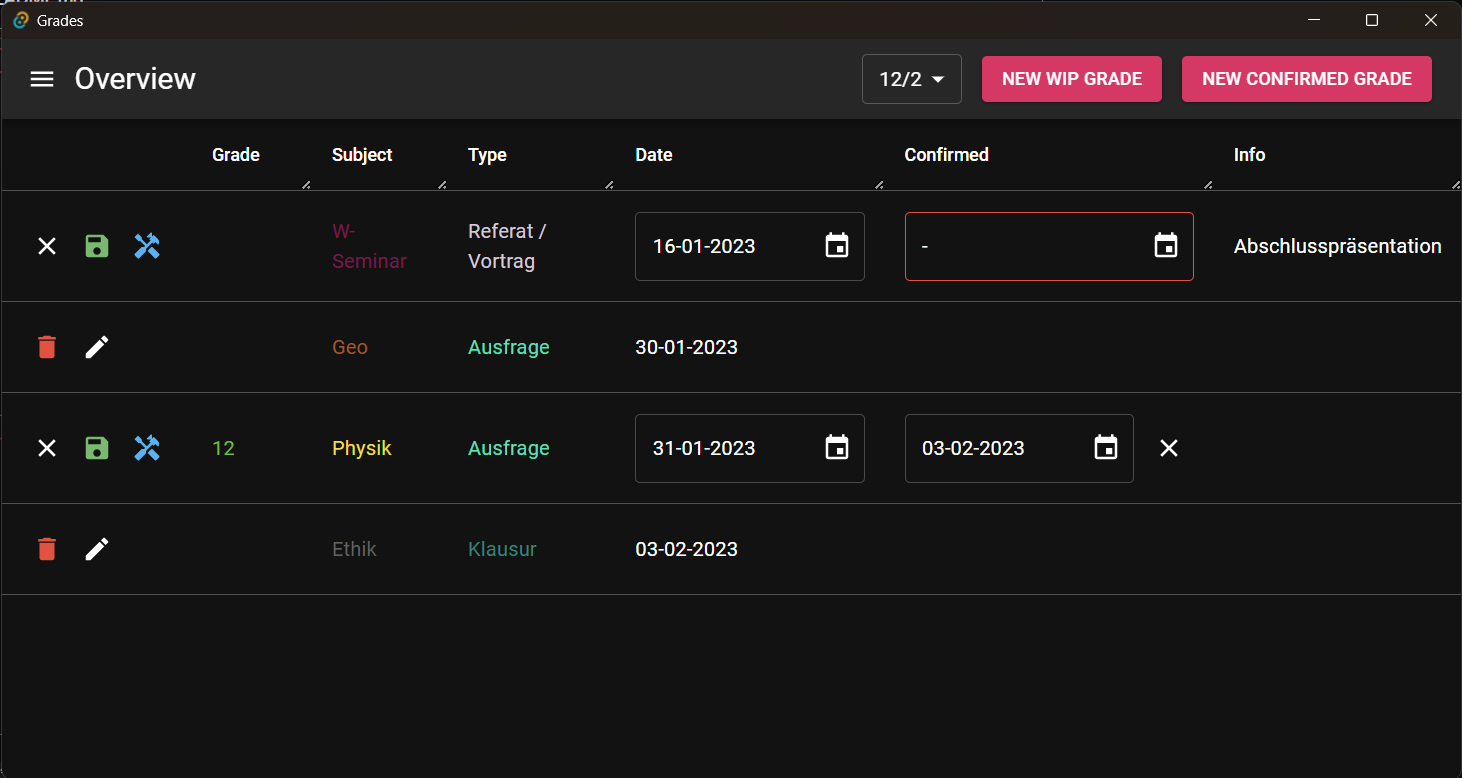 Grades
Overview
12/2
NEW WIP GRADE
NEW CONFIRMED GRADE
Grade Subject Type Date Confirmed Info
W-
Seminar
Referat /
Vortrag
16-01-2023
-
Abschlusspräsentation
Geo Ausfrage 30-01-2023
12 Physik Ausfrage 31-01-2023 03-02-2023
Ethik Klausur 03-02-2023